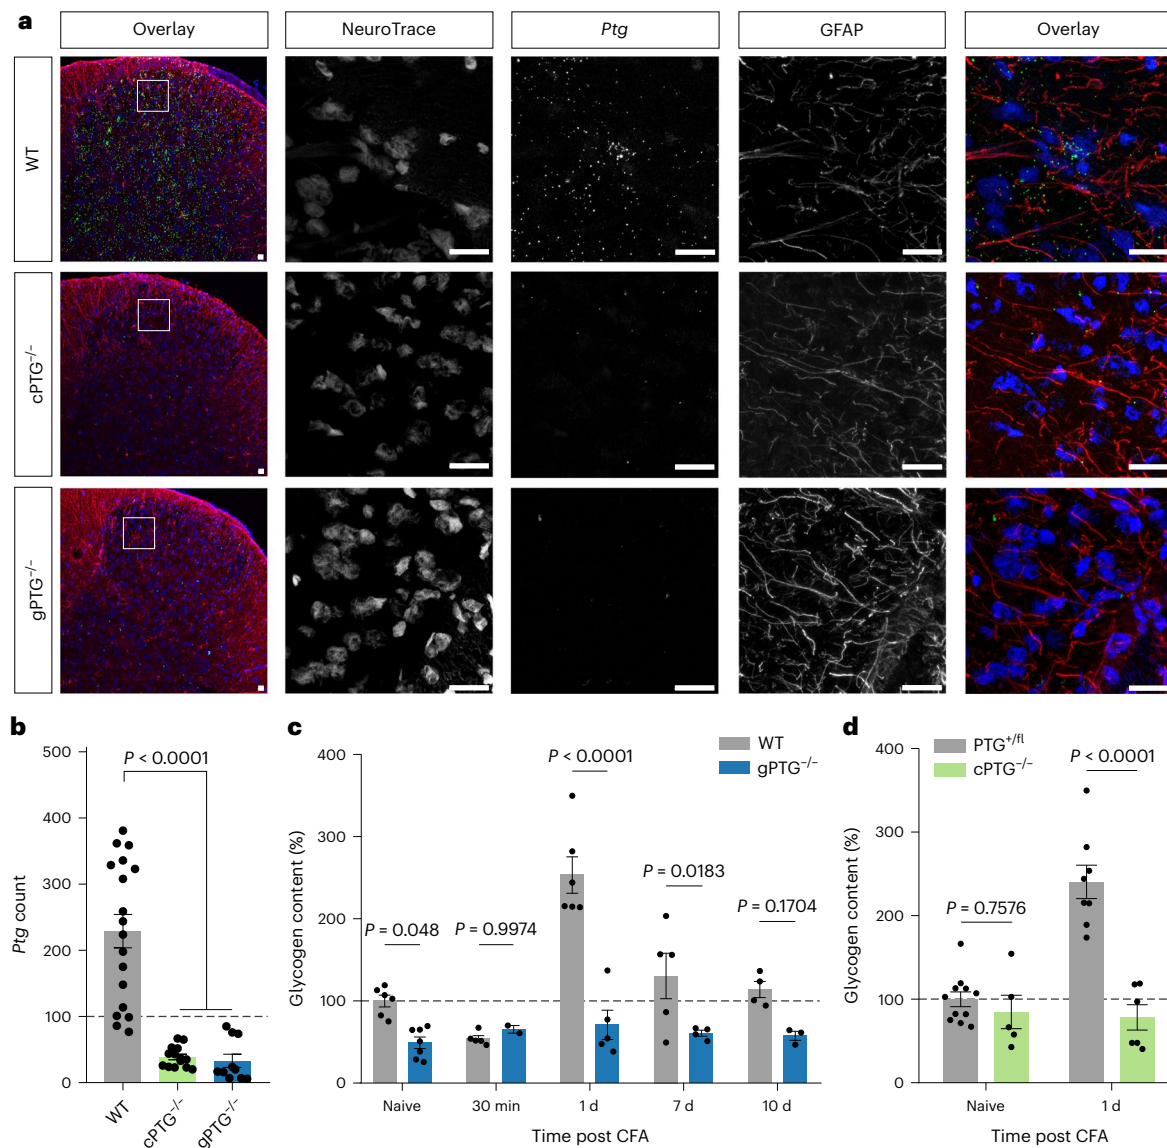 a
Overlay
NeuroTrace
Ptg
GFAP
Overlay
WT
cPTG⁻/⁻
gPTG⁻/⁻
b
Ptg count
500
400
300
200
100
0
P < 0.0001
WT
cPTG⁻/⁻
gPTG⁻/⁻
c
Glycogen content (%)
400
300
200
100
0
WT
gPTG⁻/⁻
P = 0.048
P = 0.9974
P < 0.0001
P = 0.0183
P = 0.1704
Naive
30 min
1 d
7 d
10 d
Time post CFA
d
Glycogen content (%)
400
300
200
100
0
PTG⁺/ᶠˡ
cPTG⁻/⁻
P = 0.7576
P < 0.0001
Naive
1 d
Time post CFA